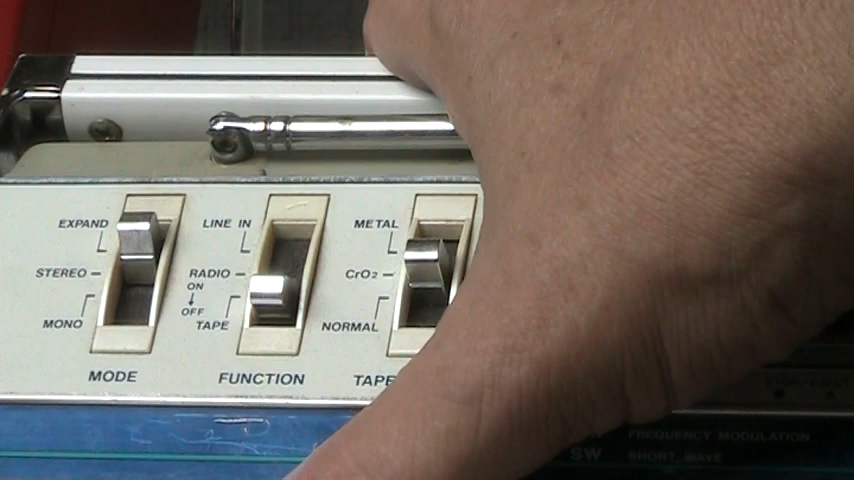 EXPAND
STEREO
MONO
MODE
LINE IN
RADIO
ON
OFF
TAPE
FUNCTION
METAL
CrO2
NORMAL
TAPE
FREQUENCY MODULATION
SW SHORT WAVE